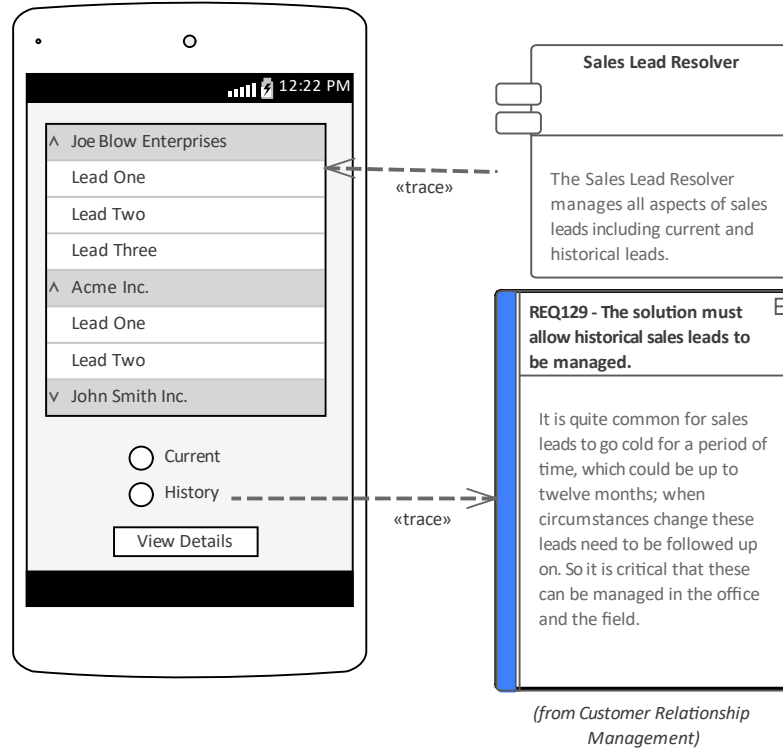 12:22 PM
^ Joe Blow Enterprises
Lead One
Lead Two
Lead Three
^ Acme Inc.
Lead One
Lead Two
v John Smith Inc.
Current
History
View Details
«trace»
«trace»
Sales Lead Resolver
The Sales Lead Resolver
manages all aspects of sales
leads including current and
historical leads.
REQ129 - The solution must
allow historical sales leads to
be managed.
It is quite common for sales
leads to go cold for a period of
time, which could be up to
twelve months; when
circumstances change these
leads need to be followed up
on. So it is critical that these
can be managed in the office
and the field.
(from Customer Relationship
Management)